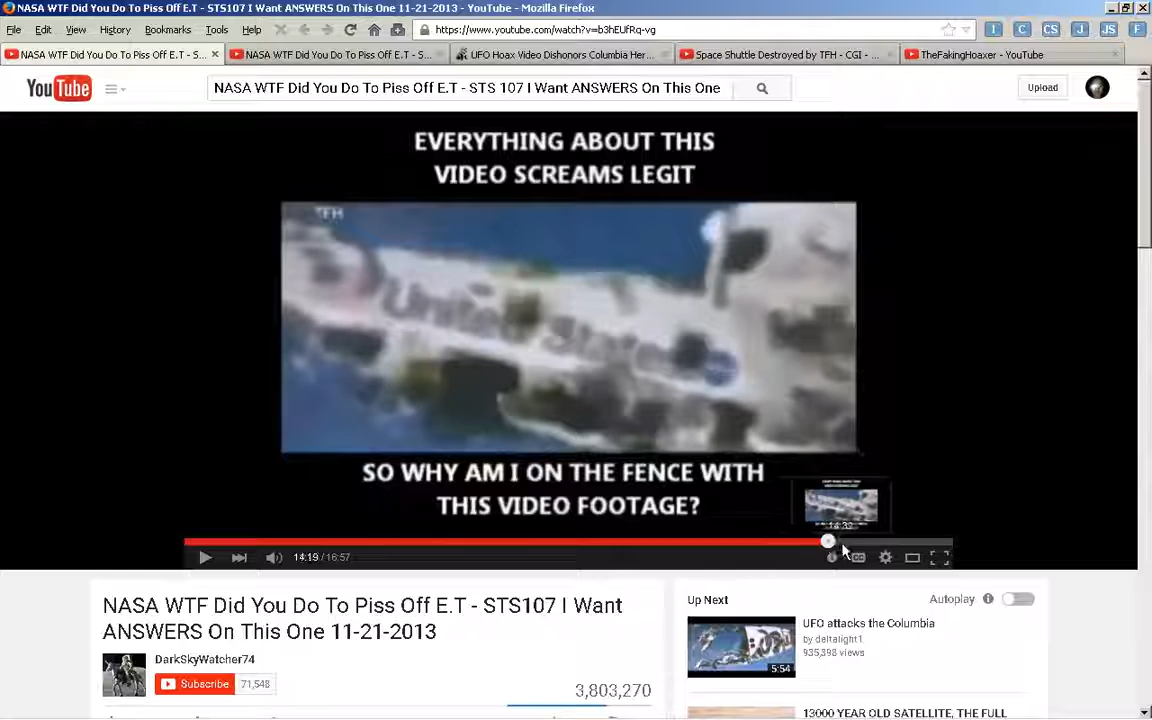 NASA WTF Did You Do To Piss Off E.T - STS107 I Want ANSWERS On This One 11-21-2013 - YouTube - Mozilla Firefox
File Edit View History Bookmarks Tools Help
https://www.youtube.com/watch?v=b3hEUfRq-vg
I C CS J JS F
NASA WTF Did You Do To Piss Off E.T - S...
NASA WTF Did You Do To Piss Off E.T - S...
UFO Hoax Video Dishonors Columbia Her...
Space Shuttle Destroyed by TFH - CGI - ...
TheFakingHoaxer - YouTube
YouTube
NASA WTF Did You Do To Piss Off E.T - STS 107 I Want ANSWERS On This One
Upload
EVERYTHING ABOUT THIS
VIDEO SCREAMS LEGIT
TFH
United States
SO WHY AM I ON THE FENCE WITH
THIS VIDEO FOOTAGE?
14:19 / 16:57
CC
NASA WTF Did You Do To Piss Off E.T - STS107 I Want
ANSWERS On This One 11-21-2013
DarkSkyWatcher74
Subscribe 71,548
3,803,270
Up Next
Autoplay
UFO attacks the Columbia
by deltalight1
935,398 views
5:54
13000 YEAR OLD SATELLITE, THE FULL